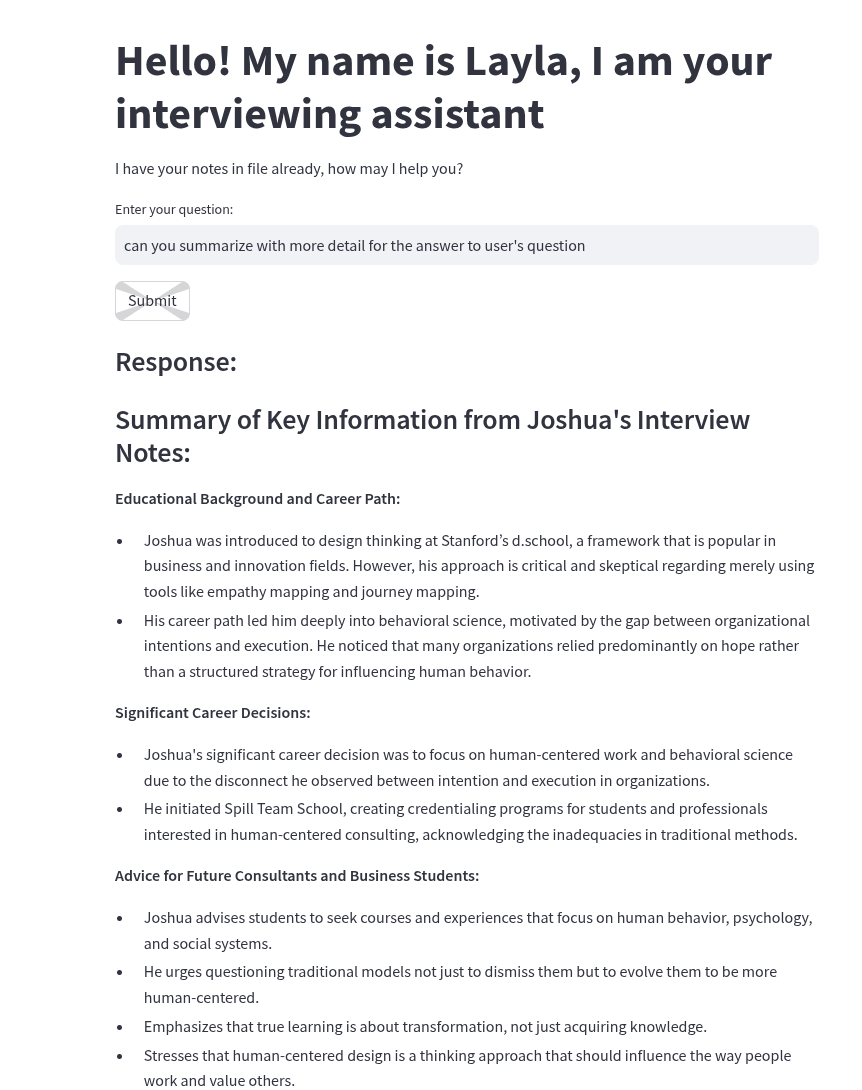 Hello! My name is Layla, I am your
interviewing assistant
I have your notes in file already, how may I help you?
Enter your question:
can you summarize with more detail for the answer to user's question
Submit
Response:
Summary of Key Information from Joshua's Interview
Notes:
Educational Background and Career Path:
• Joshua was introduced to design thinking at Stanford’s d.school, a framework that is popular in
business and innovation fields. However, his approach is critical and skeptical regarding merely using
tools like empathy mapping and journey mapping.
• His career path led him deeply into behavioral science, motivated by the gap between organizational
intentions and execution. He noticed that many organizations relied predominantly on hope rather
than a structured strategy for influencing human behavior.
Significant Career Decisions:
• Joshua's significant career decision was to focus on human-centered work and behavioral science
due to the disconnect he observed between intention and execution in organizations.
• He initiated Spill Team School, creating credentialing programs for students and professionals
interested in human-centered consulting, acknowledging the inadequacies in traditional methods.
Advice for Future Consultants and Business Students:
• Joshua advises students to seek courses and experiences that focus on human behavior, psychology,
and social systems.
• He urges questioning traditional models not just to dismiss them but to evolve them to be more
human-centered.
• Emphasizes that true learning is about transformation, not just acquiring knowledge.
• Stresses that human-centered design is a thinking approach that should influence the way people
work and value others.